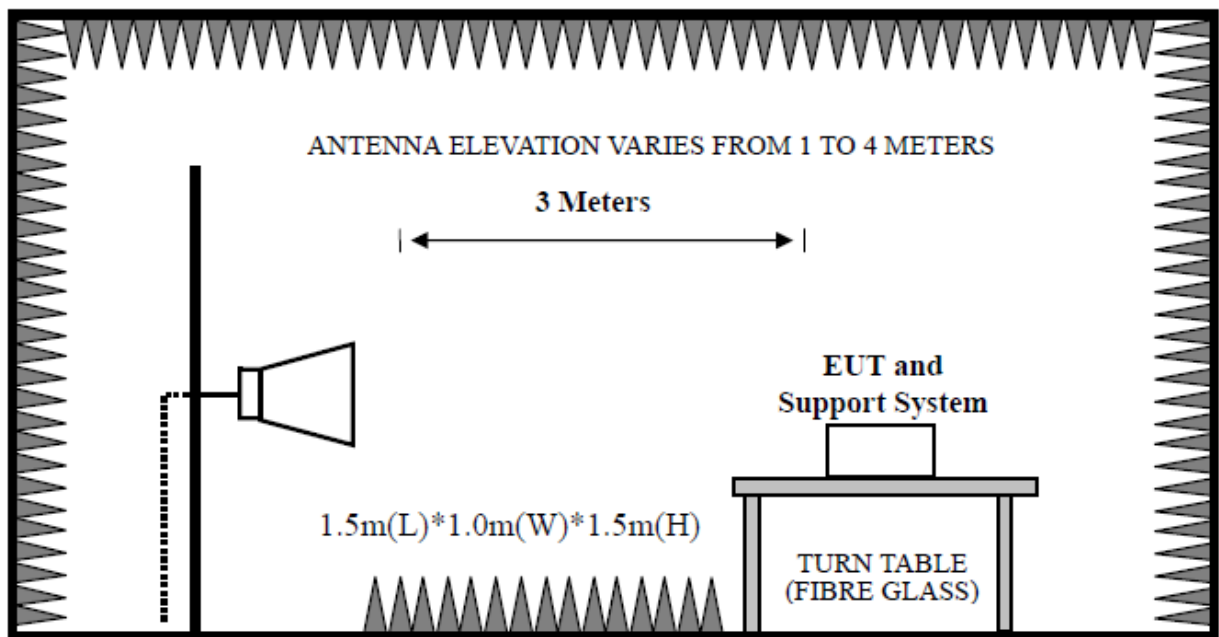 ANTENNA ELEVATION VARIES FROM 1 TO 4 METERS
3 Meters
EUT and
Support System
1.5m(L)*1.0m(W)*1.5m(H)
TURN TABLE
(FIBRE GLASS)